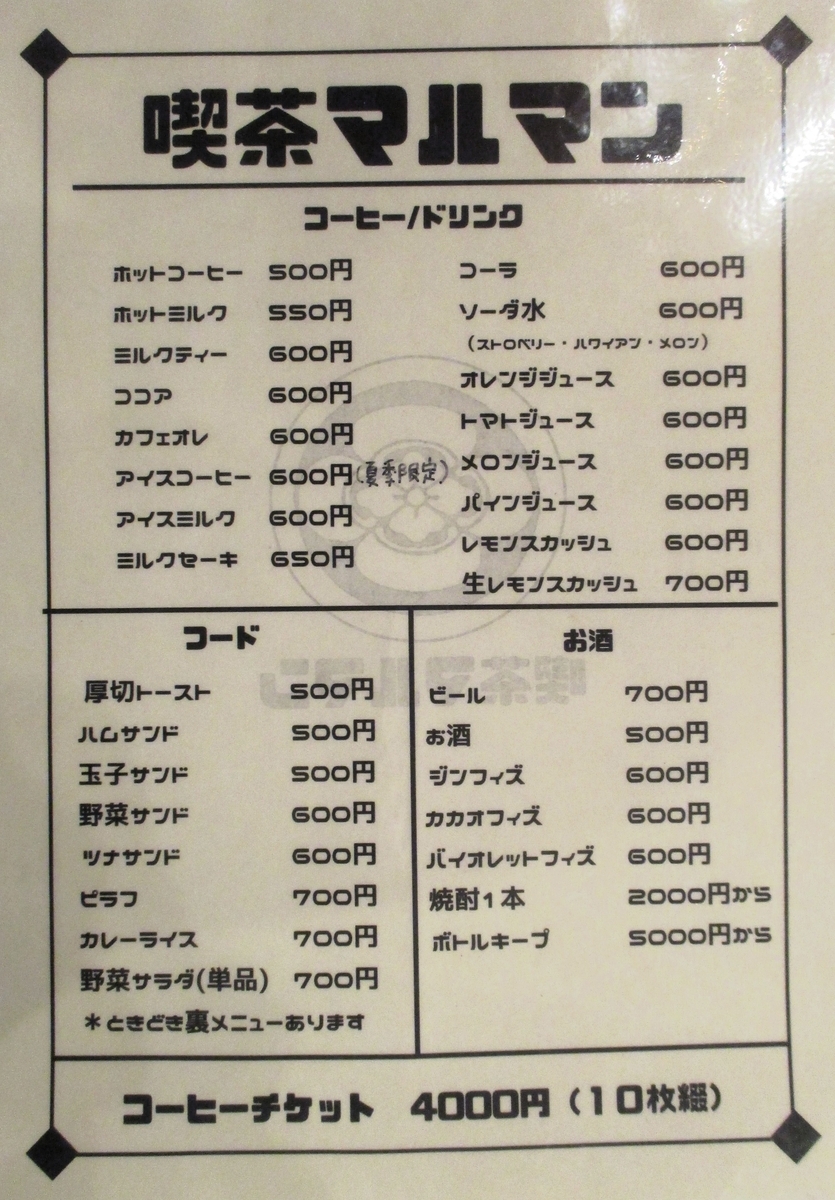 喫茶マルマン
コーヒー/ドリンク
ホットコーヒー 500円
ホットミルク 550円
ミルクティー 600円
ココア 600円
カフェオレ 600円
アイスコーヒー 600円(夏季限定)
アイスミルク 600円
ミルクセーキ 650円
コーラ 600円
ソーダ水 600円
(ストロベリー・ハワイアン・メロン)
オレンジジュース 600円
トマトジュース 600円
メロンジュース 600円
パインジュース 600円
レモンスカッシュ 600円
生レモンスカッシュ 700円
コード
厚切トースト 500円
ハムサンド 500円
玉子サンド 500円
野菜サンド 600円
ツナサンド 600円
ピラフ 700円
カレーライス 700円
野菜サラダ(単品) 700円
*ときどき裏メニューあります
お酒
ビール 700円
お酒 500円
ジンフィズ 600円
カカオフィズ 600円
バイオレットフィズ 600円
焼酎1本 2000円から
ボトルキープ 5000円から
コーヒーチケット 4000円(10枚綴)
喫茶マルマン